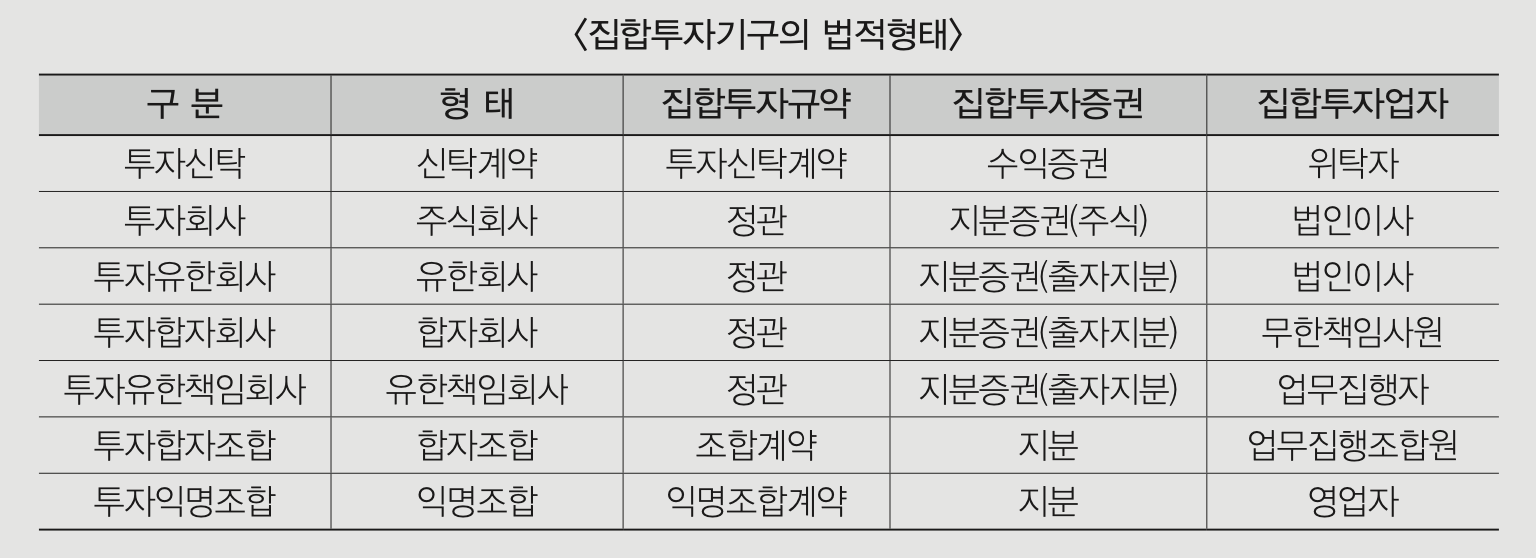 〈집합투자기구의 법적형태〉
구 분 형 태 집합투자규약 집합투자증권 집합투자업자
투자신탁 신탁계약 투자신탁계약 수익증권 위탁자
투자회사 주식회사 정관 지분증권(주식) 법인이사
투자유한회사 유한회사 정관 지분증권(출자지분) 법인이사
투자합자회사 합자회사 정관 지분증권(출자지분) 무한책임사원
투자유한책임회사 유한책임회사 정관 지분증권(출자지분) 업무집행자
투자합자조합 합자조합 조합계약 지분 업무집행조합원
투자익명조합 익명조합 익명조합계약 지분 영업자